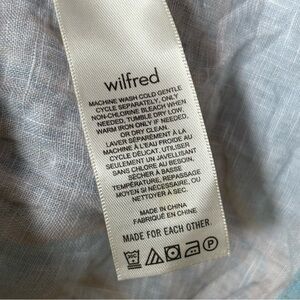 wilfred
MACHINE WASH COLD GENTLE
CYCLE SEPARATELY, ONLY
NON-CHLORINE BLEACH WHEN
NEEDED, TUMBLE DRY LOW,
WARM IRON ONLY IF NEEDED,
OR DRY CLEAN.
LAVER SÉPARÉMENT À LA
MACHINE À L'EAU FROIDE AU
CYCLE DÉLICAT, UTILISER
SEULEMENT UN JAVELLISANT
SANS CHLORE AU BESOIN,
SÉCHER À BASSE
TEMPÉRATURE, REPASSAGE
MOYEN SI NÉCESSAIRE, OU
NETTOYER À SEC.
MADE IN CHINA
FABRIQUÉ EN CHINE
MADE FOR EACH OTHER.
P